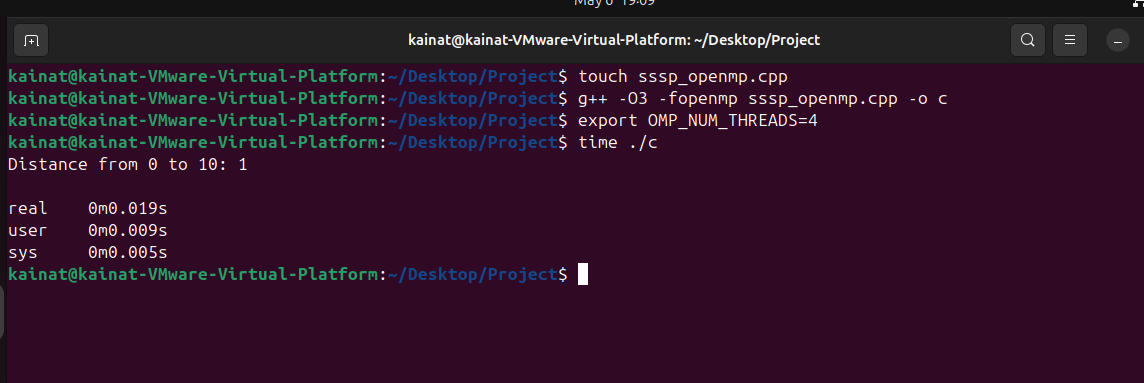 May 6 19:09
kainat@kainat-VMware-Virtual-Platform: ~/Desktop/Project
kainat@kainat-VMware-Virtual-Platform:~/Desktop/Project$ touch sssp_openmp.cpp
kainat@kainat-VMware-Virtual-Platform:~/Desktop/Project$ g++ -O3 -fopenmp sssp_openmp.cpp -o c
kainat@kainat-VMware-Virtual-Platform:~/Desktop/Project$ export OMP_NUM_THREADS=4
kainat@kainat-VMware-Virtual-Platform:~/Desktop/Project$ time ./c
Distance from 0 to 10: 1
real    0m0.019s
user    0m0.009s
sys     0m0.005s
kainat@kainat-VMware-Virtual-Platform:~/Desktop/Project$